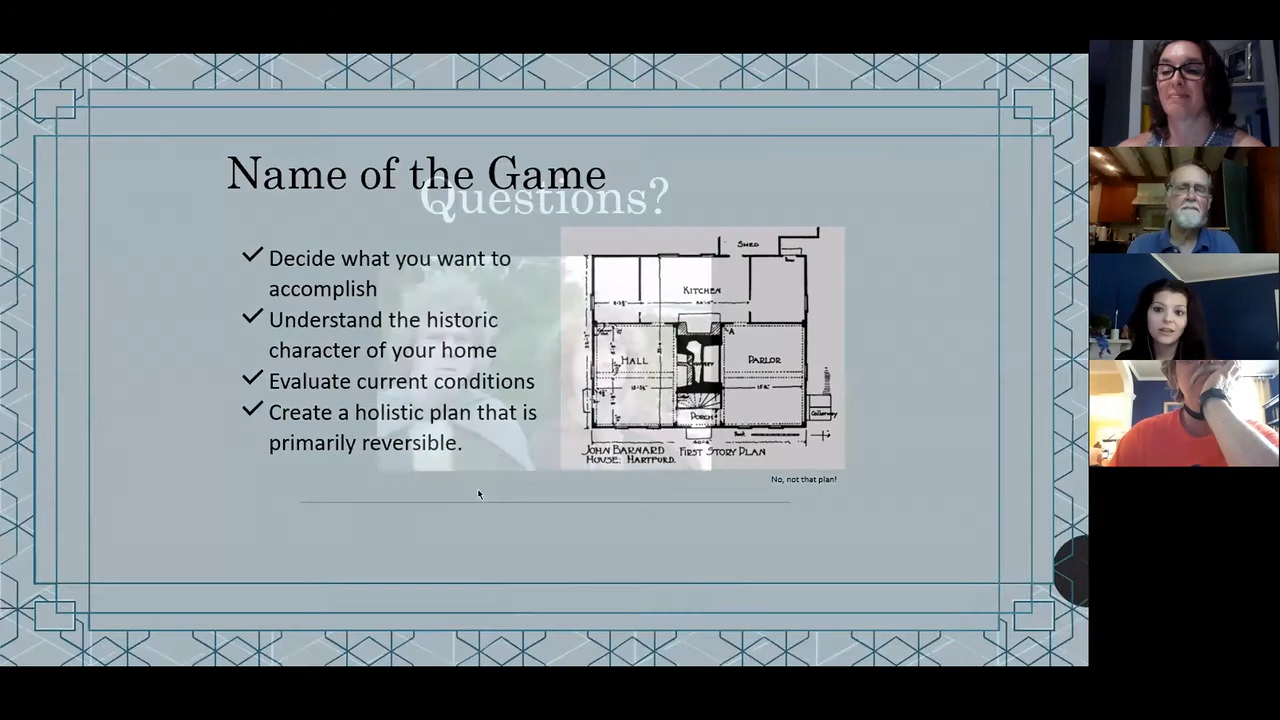 Name of the Game
Questions?
Decide what you want to
accomplish
Understand the historic
character of your home
Evaluate current conditions
Create a holistic plan that is
primarily reversible.
SHED
KITCHEN
A
HALL
PARLOR
PORCH
JOHN BARNARD FIRST STORY PLAN
HOUSE: HARTFORD.
No, not that plan!